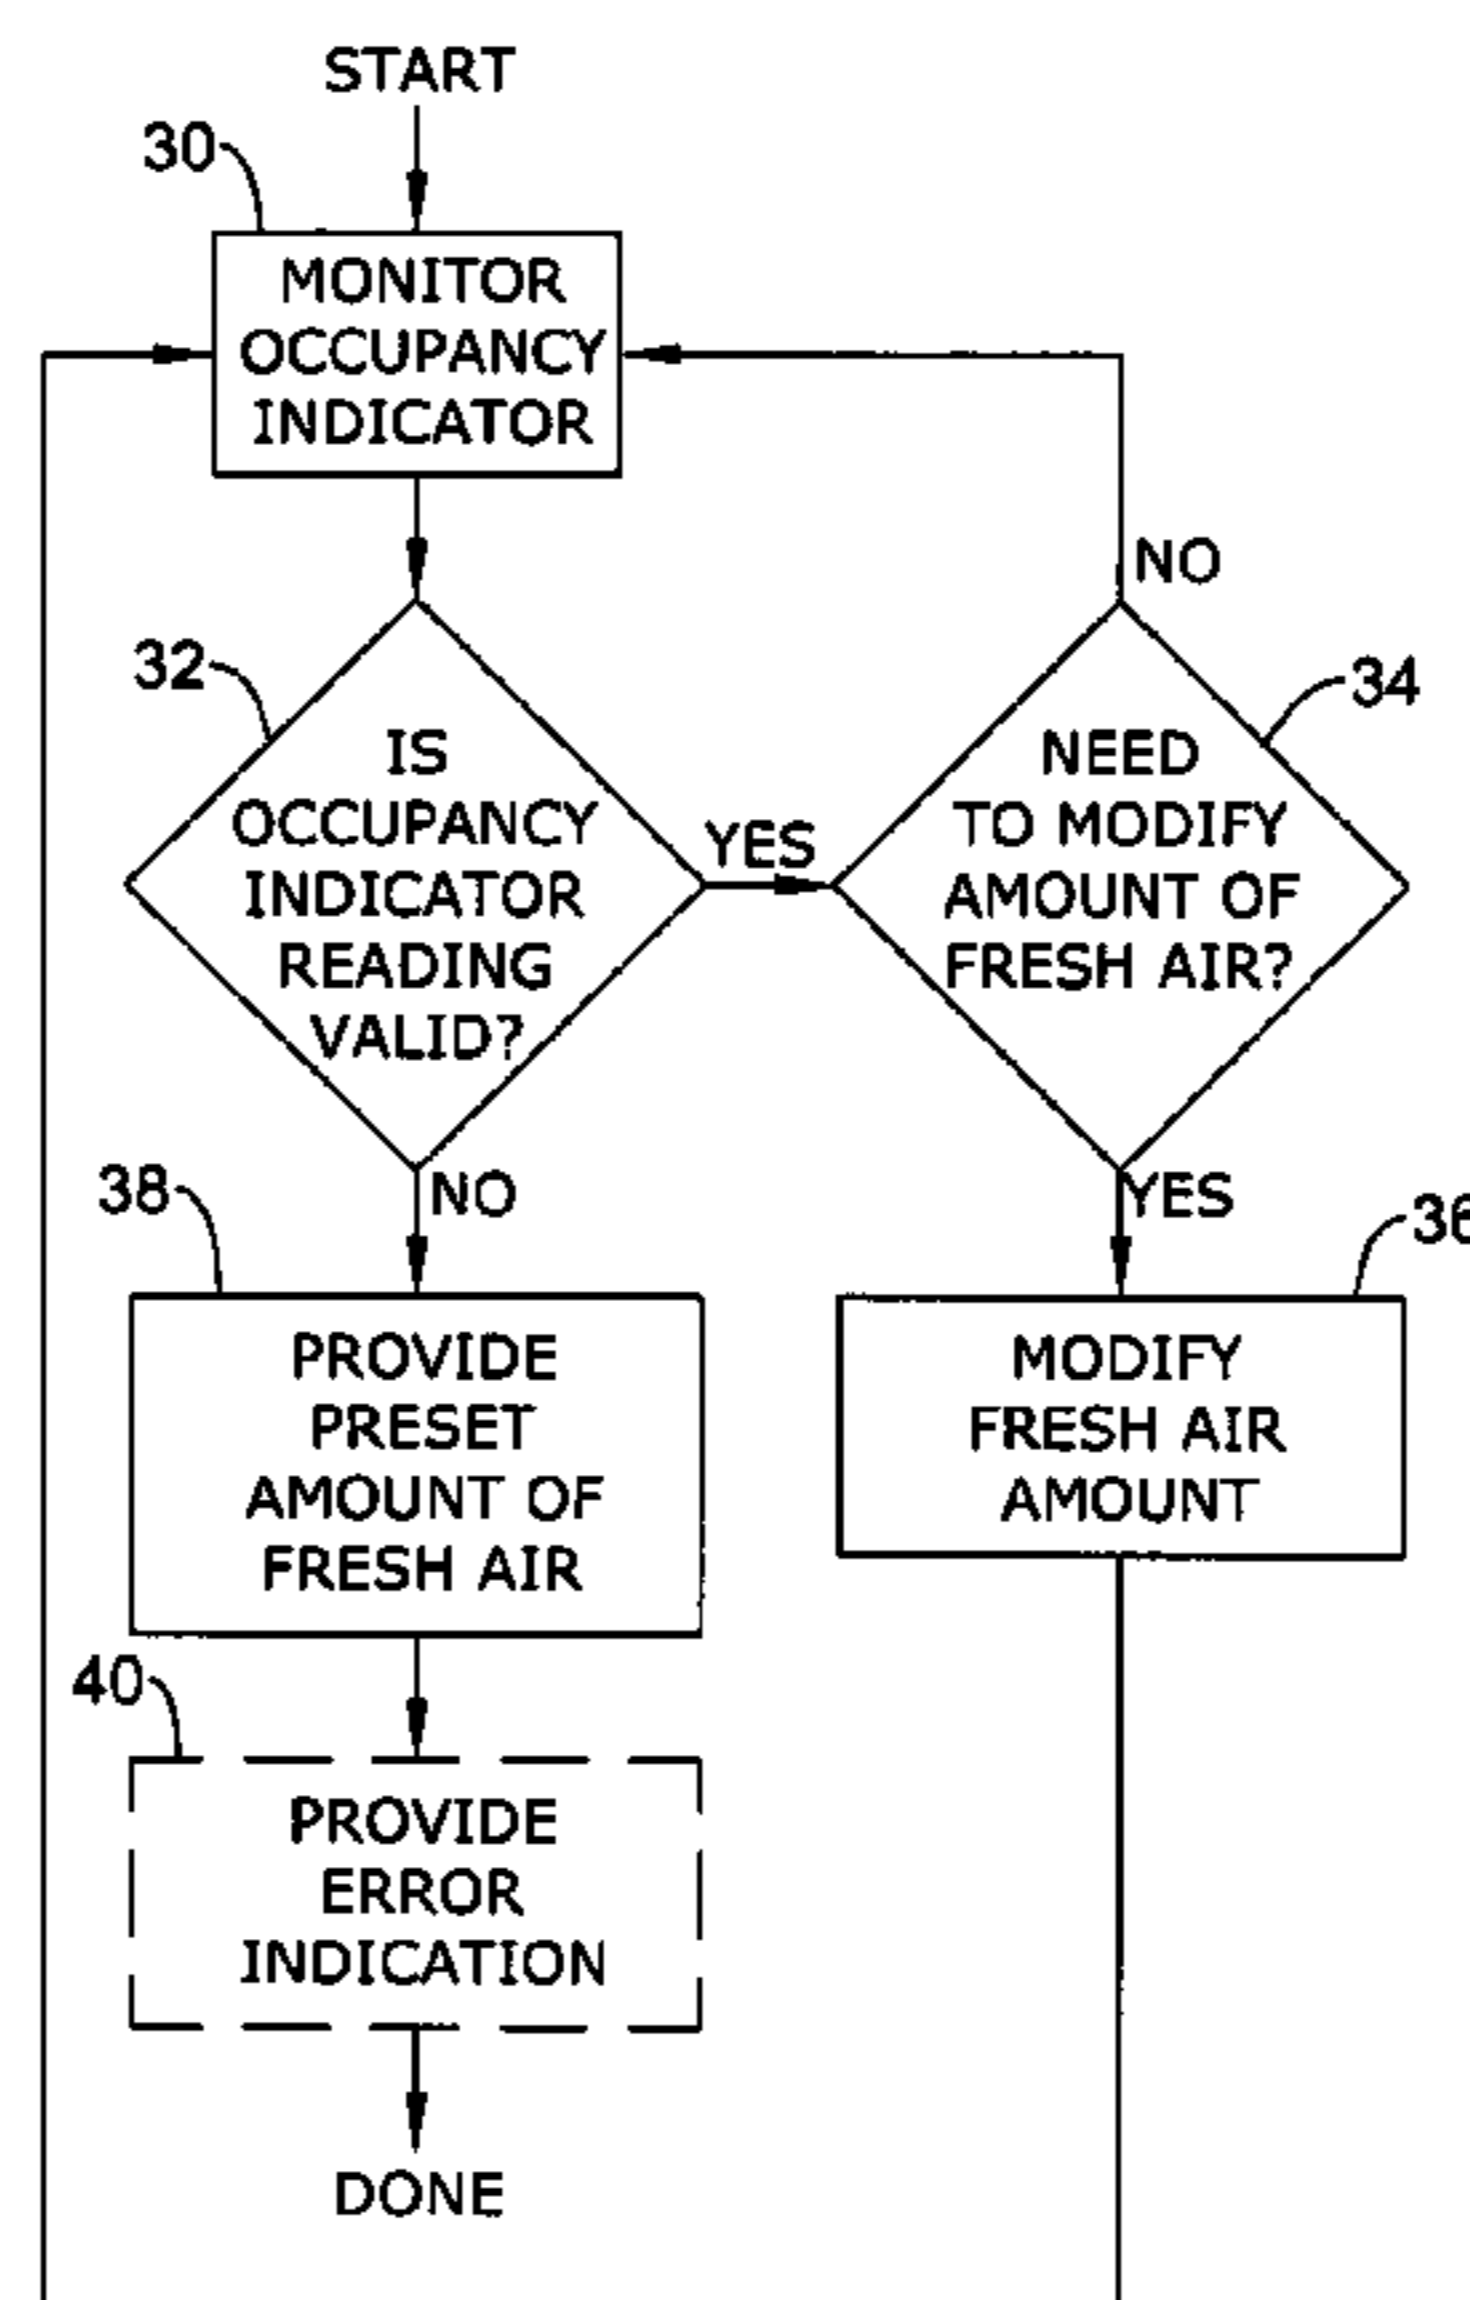 START
30
MONITOR
OCCUPANCY
INDICATOR
NO
32
34
IS
OCCUPANCY
INDICATOR
READING
VALID?
YES
NEED
TO MODIFY
AMOUNT OF
FRESH AIR?
38
NO
YES
36
PROVIDE
PRESET
AMOUNT OF
FRESH AIR
MODIFY
FRESH AIR
AMOUNT
40
PROVIDE
ERROR
INDICATION
DONE